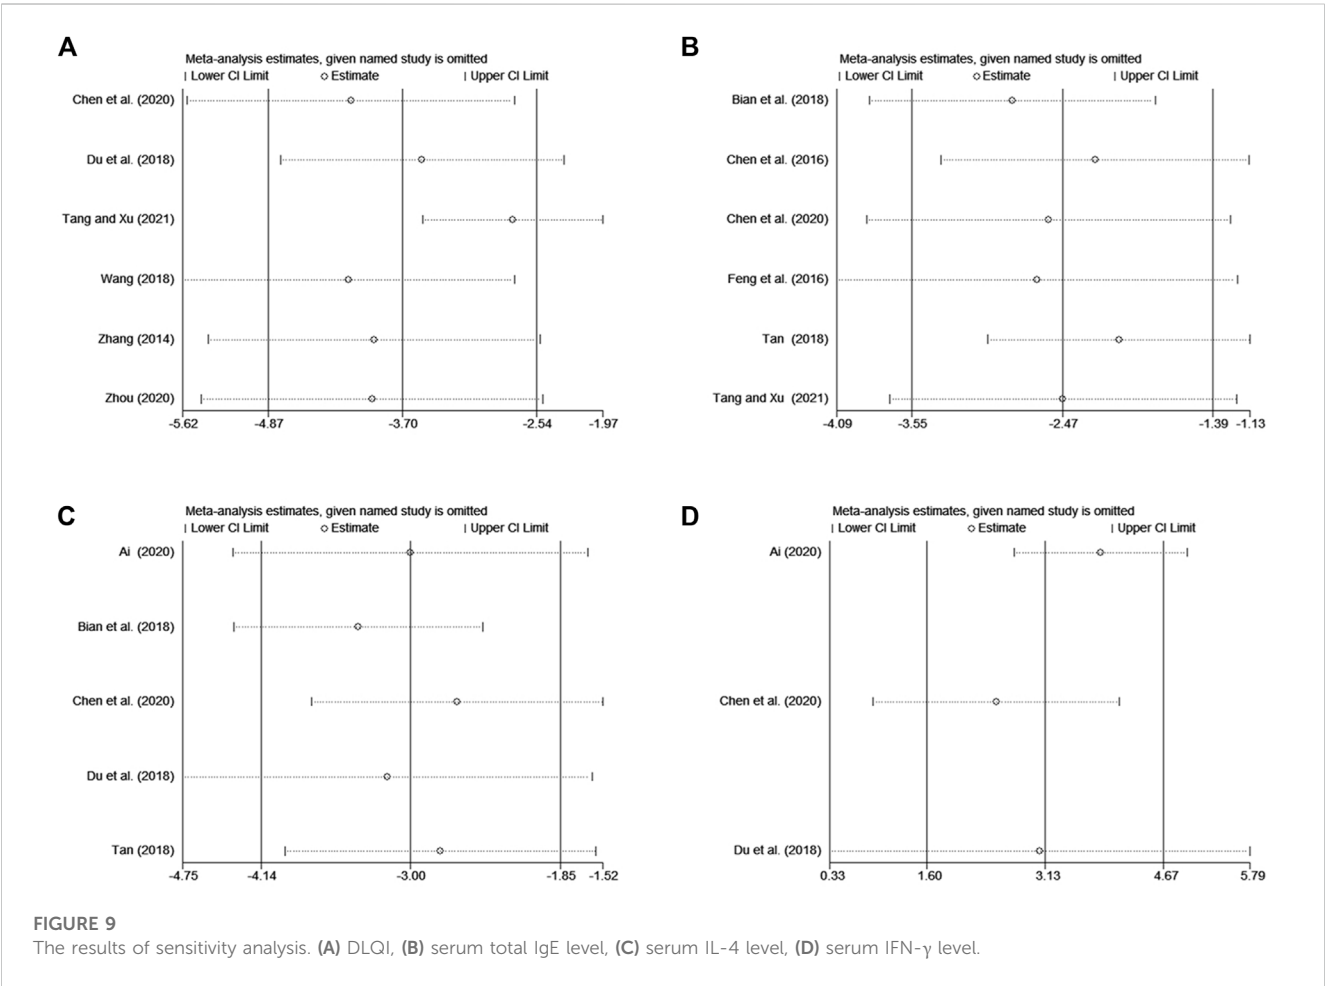 A
Meta-analysis estimates, given named study is omitted
Lower CI Limit Estimate Upper CI Limit
Chen et al. (2020)
Du et al. (2018)
Tang and Xu (2021)
Wang (2018)
Zhang (2014)
Zhou (2020)
-5.62 -4.87 -3.70 -2.54 -1.97
B
Meta-analysis estimates, given named study is omitted
Lower CI Limit Estimate Upper CI Limit
Bian et al. (2018)
Chen et al. (2016)
Chen et al. (2020)
Feng et al. (2016)
Tan (2018)
Tang and Xu (2021)
-4.09 -3.55 -2.47 -1.39 -1.13
C
Meta-analysis estimates, given named study is omitted
Lower CI Limit Estimate Upper CI Limit
Ai (2020)
Bian et al. (2018)
Chen et al. (2020)
Du et al. (2018)
Tan (2018)
-4.75 -4.14 -3.00 -1.85 -1.52
D
Meta-analysis estimates, given named study is omitted
Lower CI Limit Estimate Upper CI Limit
Ai (2020)
Chen et al. (2020)
Du et al. (2018)
0.33 1.60 3.13 4.67 5.79
FIGURE 9
The results of sensitivity analysis. (A) DLQI, (B) serum total IgE level, (C) serum IL-4 level, (D) serum IFN-γ level.